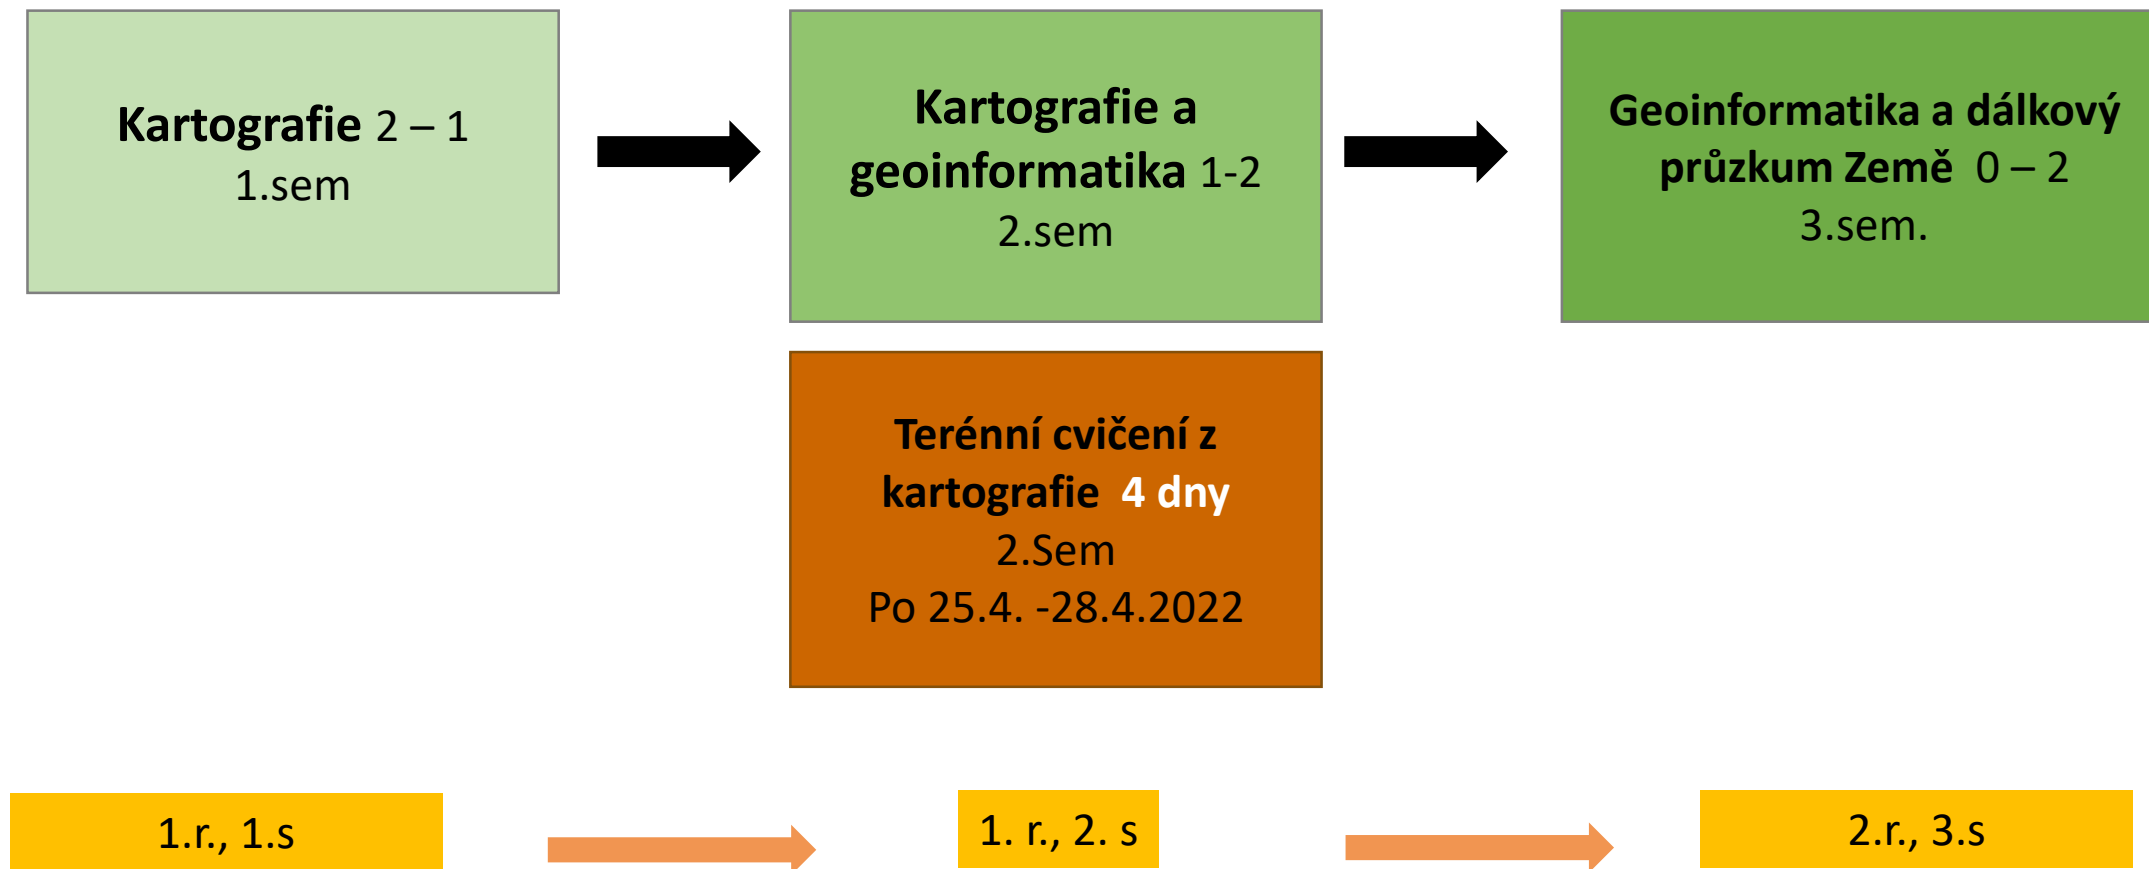 Kartografie 2 – 1
1.sem
Kartografie a
geoinformatika 1-2
2.sem
Geoinformatika a dálkový
průzkum Země 0 – 2
3.sem.
Terénní cvičení z
kartografie 4 dny
2.Sem
Po 25.4. -28.4.2022
1.r., 1.s
1. r., 2. s
2.r., 3.s